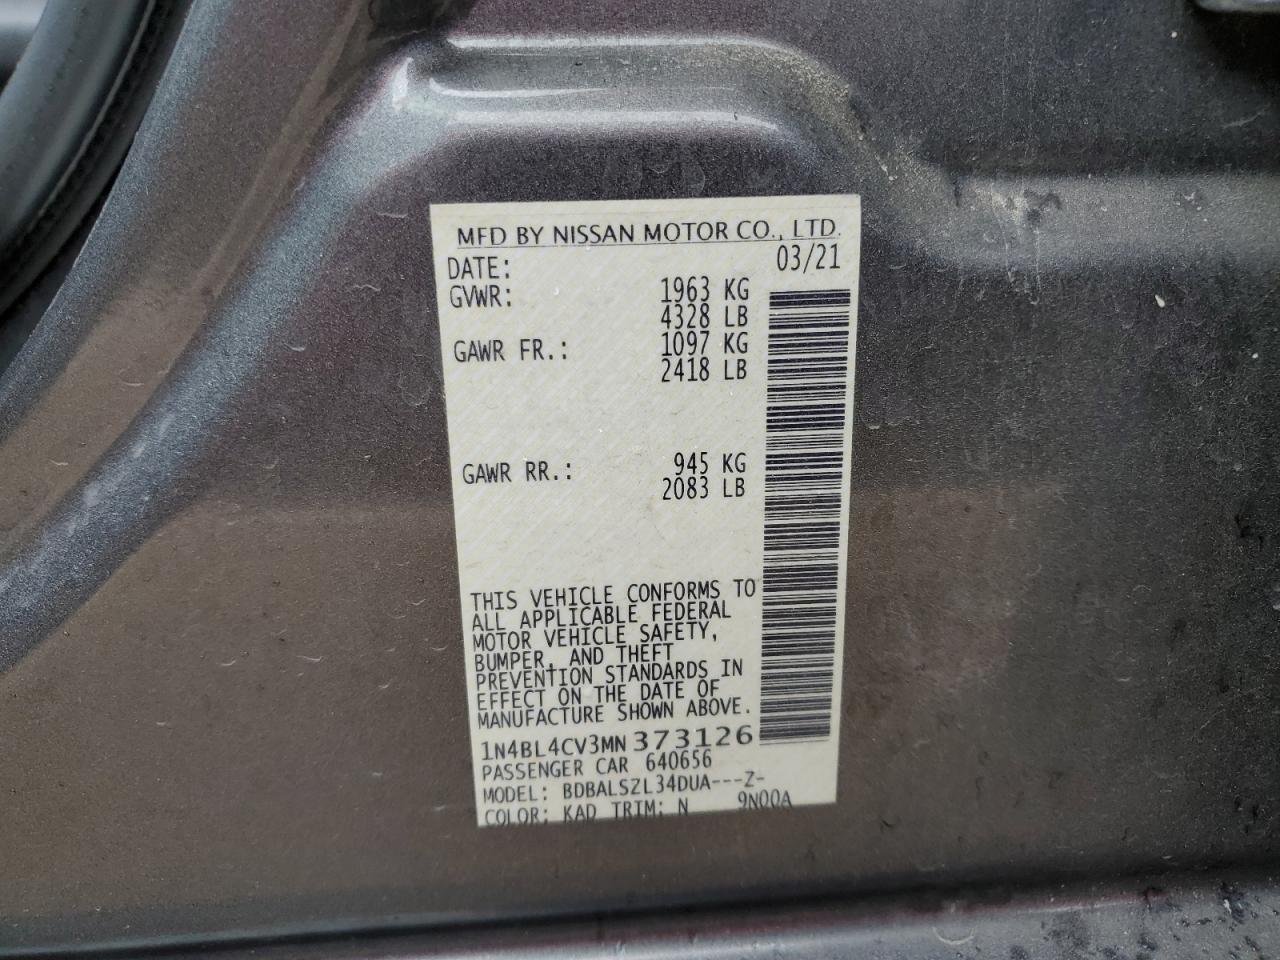 MFD BY NISSAN MOTOR CO., LTD.
DATE: 03/21
GVWR: 1963 KG
4328 LB
GAWR FR.: 1097 KG
2418 LB
GAWR RR.: 945 KG
2083 LB
THIS VEHICLE CONFORMS TO
ALL APPLICABLE FEDERAL
MOTOR VEHICLE SAFETY,
BUMPER, AND THEFT
PREVENTION STANDARDS IN
EFFECT ON THE DATE OF
MANUFACTURE SHOWN ABOVE.
1N4BL4CV3MN373126
PASSENGER CAR 640656
MODEL: BDBALSZL34DUA---Z-
COLOR: KAD TRIM: N 9N00A